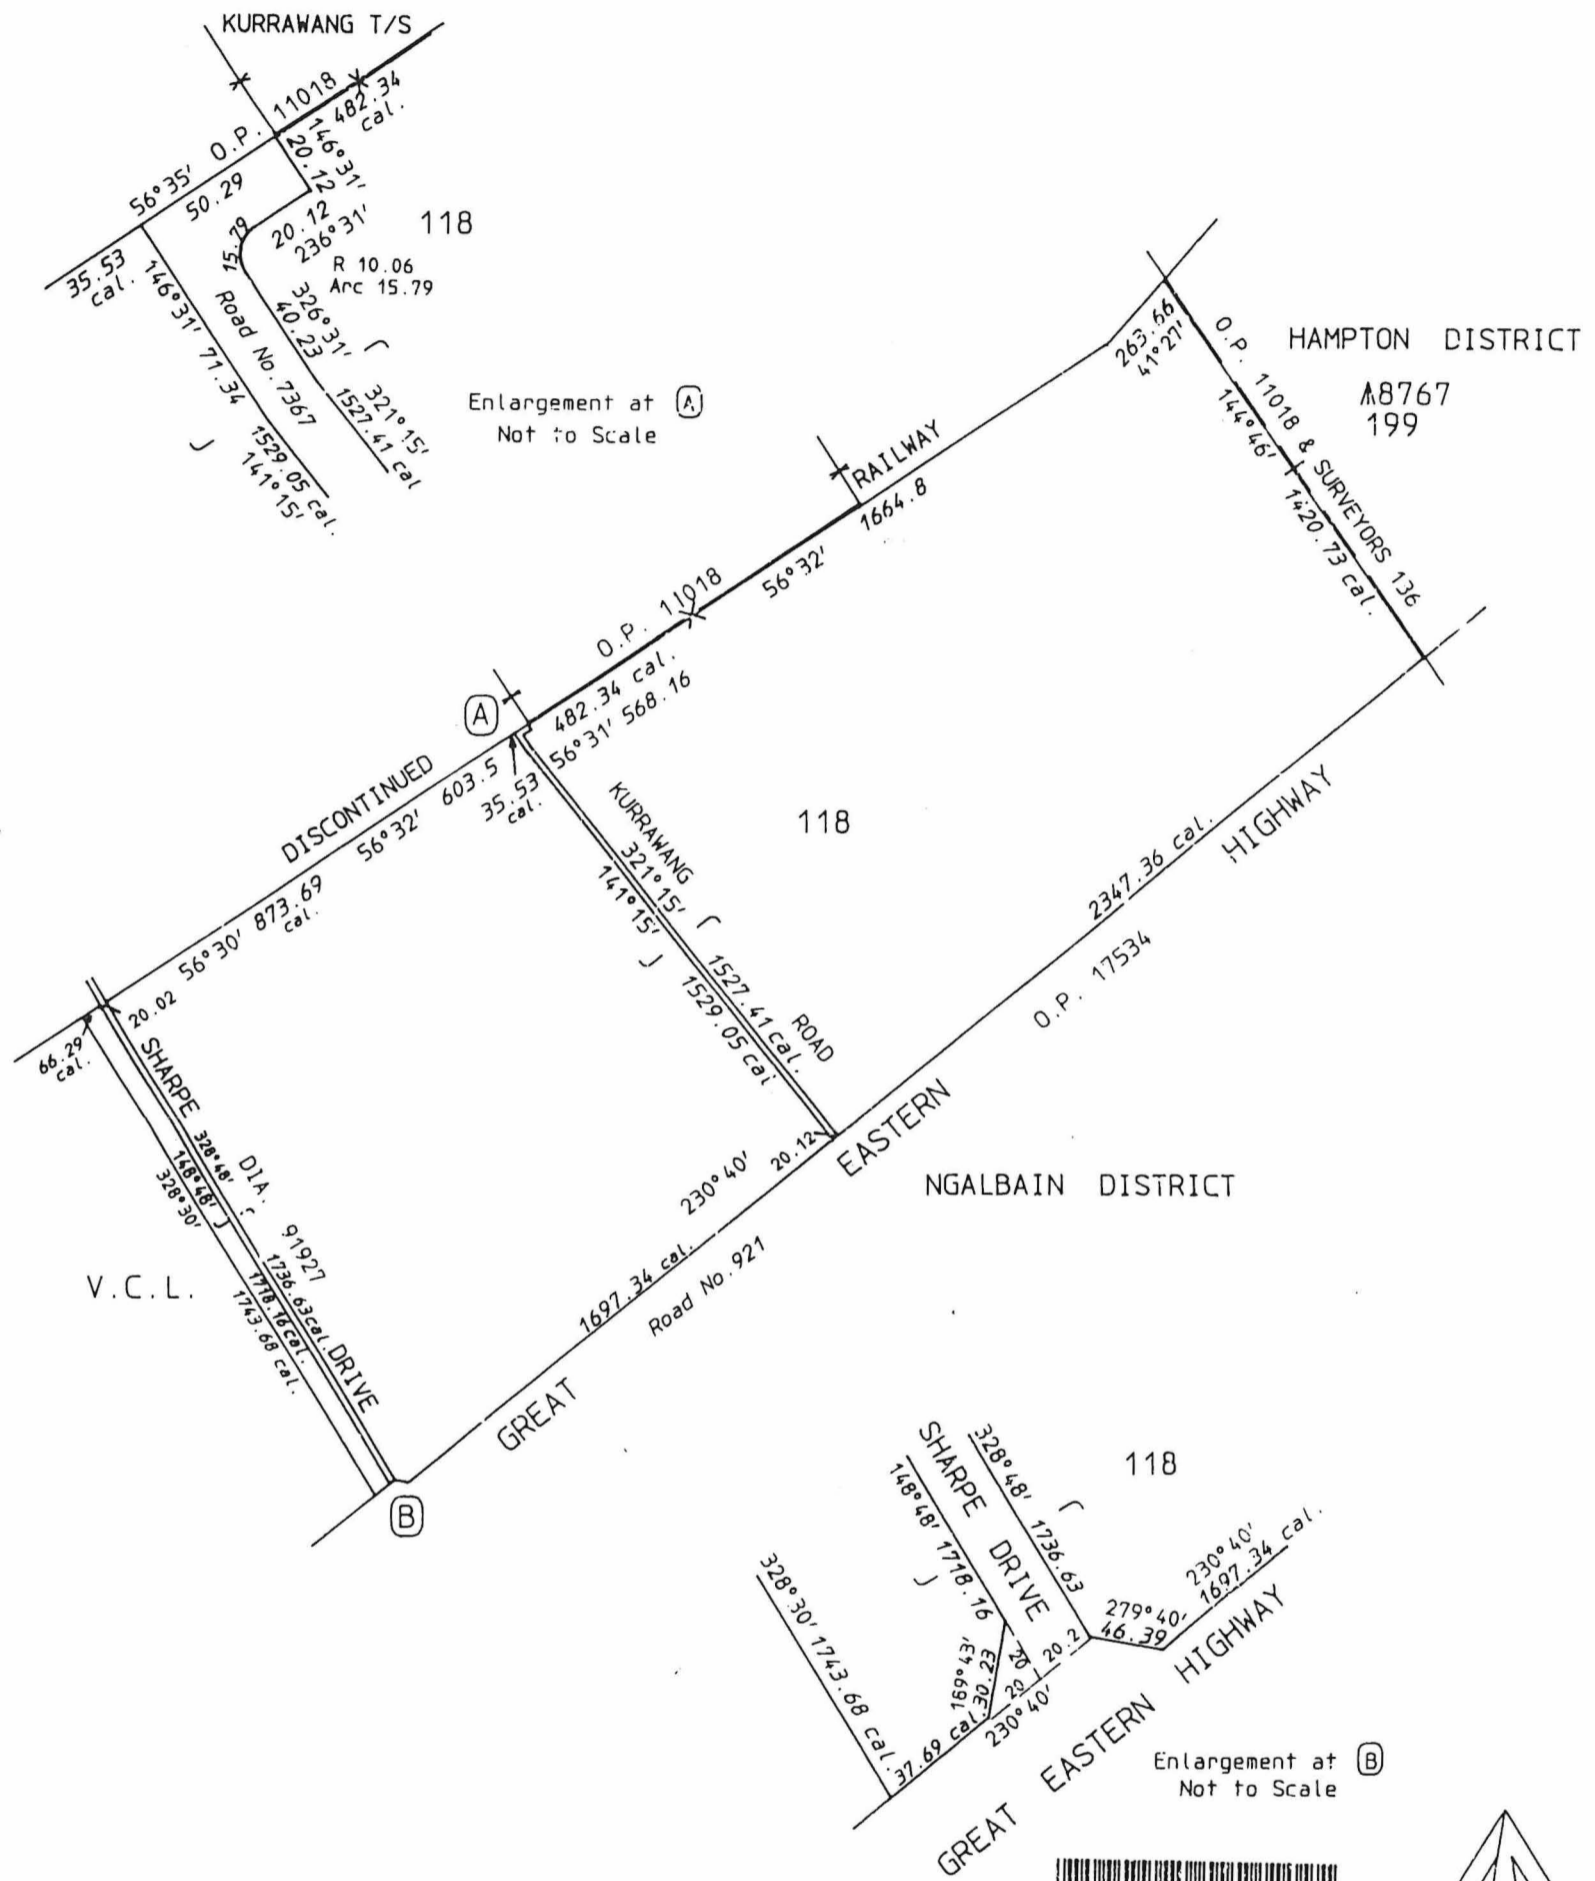 KURRAWANG T/S
56°35' O.P. 11018
482.34
cal.
50.29
146°31'
20.12
118
20.12
236°31'
15.79
R 10.06
Arc 15.79
35.53
cal.
146°31' 71.34
Road No. 7367
326°31'
40.23
321°15'
1527.41 cal
1529.05 cal.
141°15'
Enlargement at A
Not to Scale
HAMPTON DISTRICT
8767
199
263.66
41°27'
O.P. 11018 & SURVEYORS 136
144°46'
1420.73 cal.
RAILWAY
1664.8
56°32'
O.P. 11018
482.34 cal.
56°31' 568.16
A
DISCONTINUED
603.5
56°32'
35.53
cal.
873.69
cal.
56°30'
KURRAWANG
321°15'
141°15'
118
1527.41 cal.
1529.05 cal
ROAD
2347.36 cal.
HIGHWAY
O.P. 17534
20.02
66.29
cal.
SHARPE
328°48'
148°48'
328°30'
DIA. 91927
1736.63 cal.
1718.16 cal.
1743.68 cal.
DRIVE
V.C.L.
230°40'
20.12
EASTERN
NGALBAIN DISTRICT
1697.34 cal.
Road No. 921
GREAT
B
118
SHARPE DRIVE
328°48' 1736.63
148°48' 1718.16
328°30' 1743.68 cal.
230°40'
1697.34 cal.
279°40'
46.39
20.2
20
20
169°43'
30.23
37.69 cal.
230°40'
GREAT EASTERN HIGHWAY
Enlargement at B
Not to Scale